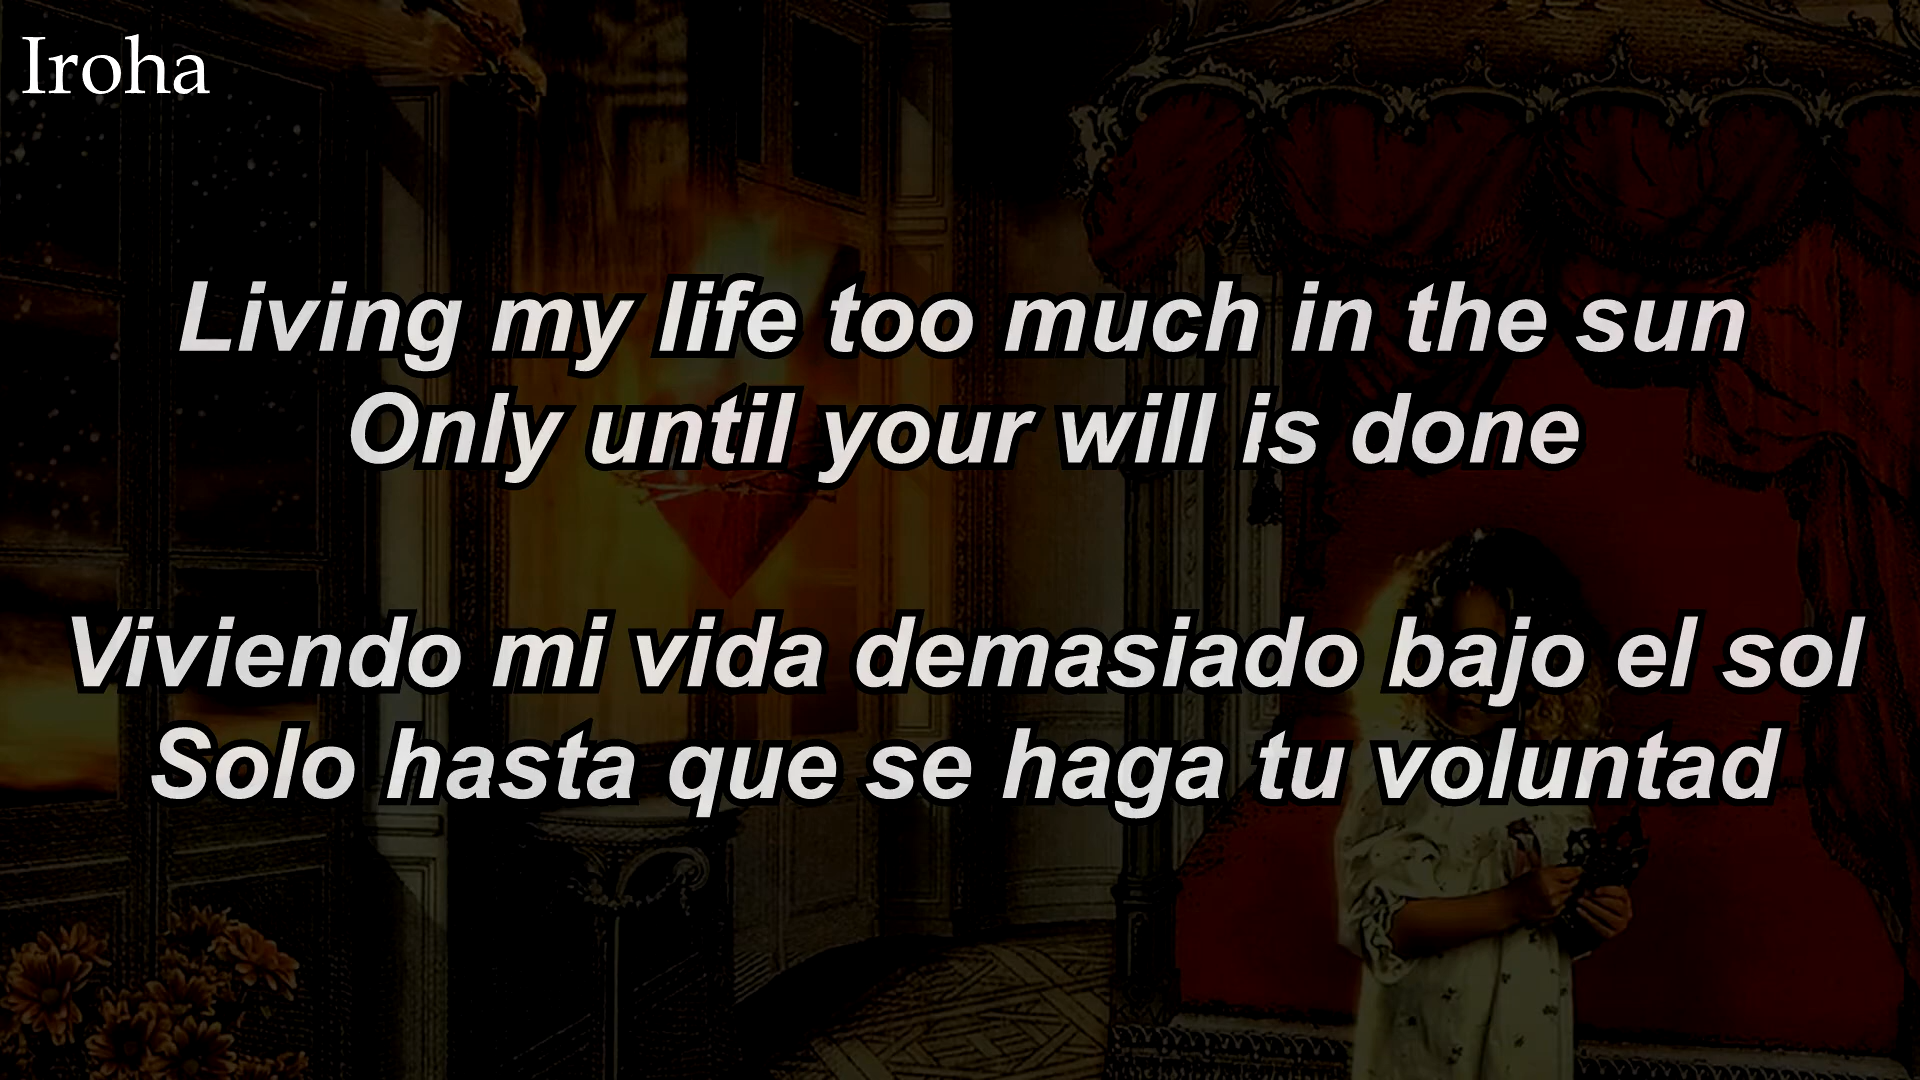 Iroha
Living my life too much in the sun
Only until your will is done
Viviendo mi vida demasiado bajo el sol
Solo hasta que se haga tu voluntad